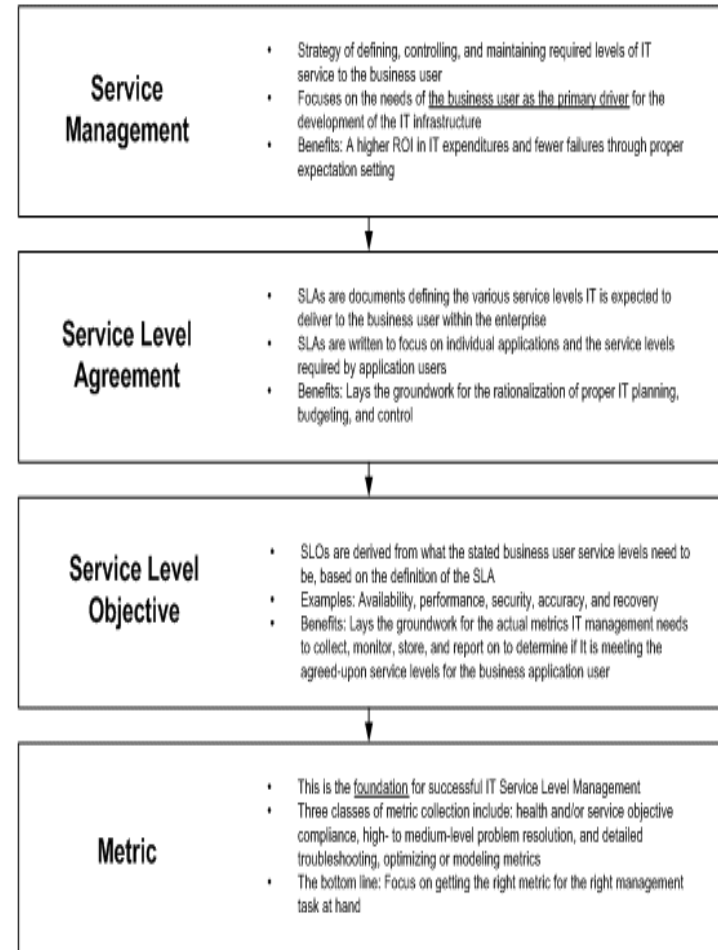 Service
Management
• Strategy of defining, controlling, and maintaining required levels of IT
service to the business user
• Focuses on the needs of the business user as the primary driver for the
development of the IT infrastructure
• Benefits: A higher ROI in IT expenditures and fewer failures through proper
expectation setting
Service Level
Agreement
• SLAs are documents defining the various service levels IT is expected to
deliver to the business user within the enterprise
• SLAs are written to focus on individual applications and the service levels
required by application users
• Benefits: Lays the groundwork for the rationalization of proper IT planning,
budgeting, and control
Service Level
Objective
• SLOs are derived from what the stated business user service levels need to
be, based on the definition of the SLA
• Examples: Availability, performance, security, accuracy, and recovery
• Benefits: Lays the groundwork for the actual metrics IT management needs
to collect, monitor, store, and report on to determine if It is meeting the
agreed-upon service levels for the business application user
Metric
• This is the foundation for successful IT Service Level Management
• Three classes of metric collection include: health and/or service objective
compliance, high- to medium-level problem resolution, and detailed
troubleshooting, optimizing or modeling metrics
• The bottom line: Focus on getting the right metric for the right management
task at hand